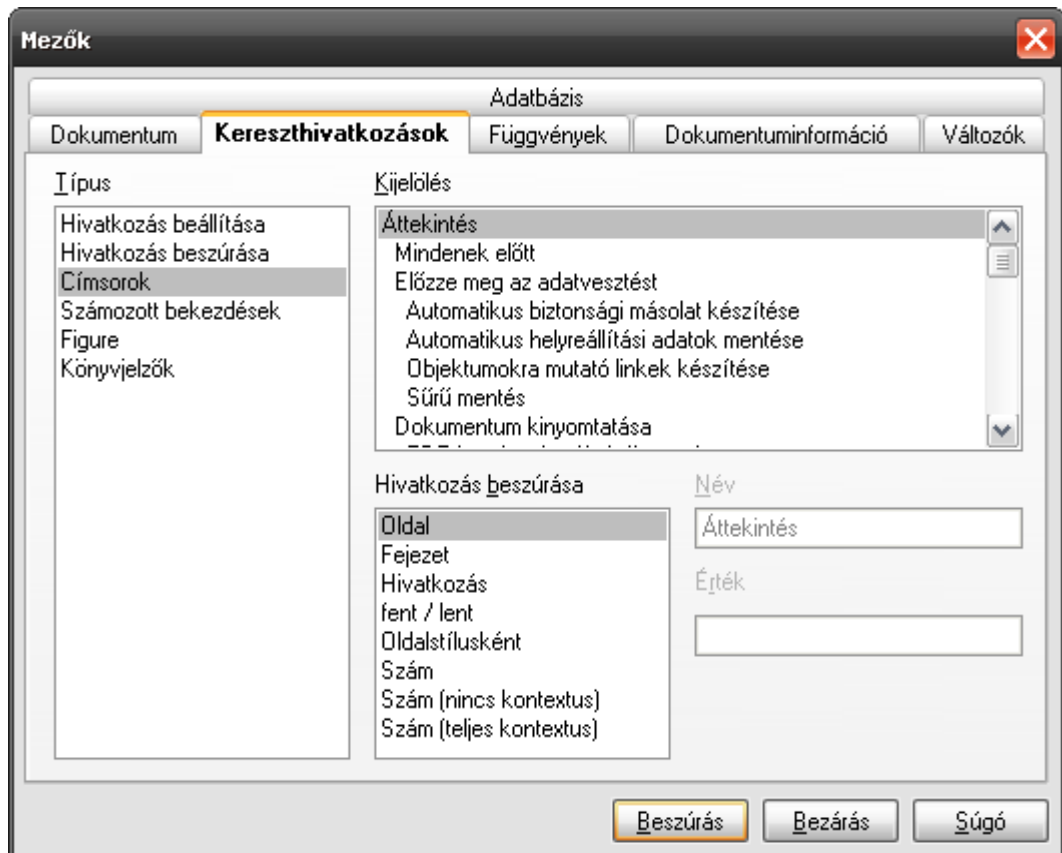 Mezők
Adatbázis
Dokumentum
Kereszthivatkozások
Függvények
Dokumentuminformáció
Változók
Típus
Hivatkozás beállítása
Hivatkozás beszúrása
Címsorok
Számozott bekezdések
Figure
Könyvjelzők
Kijelölés
Áttekintés
Mindenek előtt
Előzze meg az adatvesztést
Automatikus biztonsági másolat készítése
Automatikus helyreállítási adatok mentése
Objektumokra mutató linkek készítése
Sűrű mentés
Dokumentum kinyomtatása
Hivatkozás beszúrása
Oldal
Fejezet
Hivatkozás
fent / lent
Oldalstílusként
Szám
Szám (nincs kontextus)
Szám (teljes kontextus)
Név
Áttekintés
Érték
Beszúrás
Bezárás
Súgó